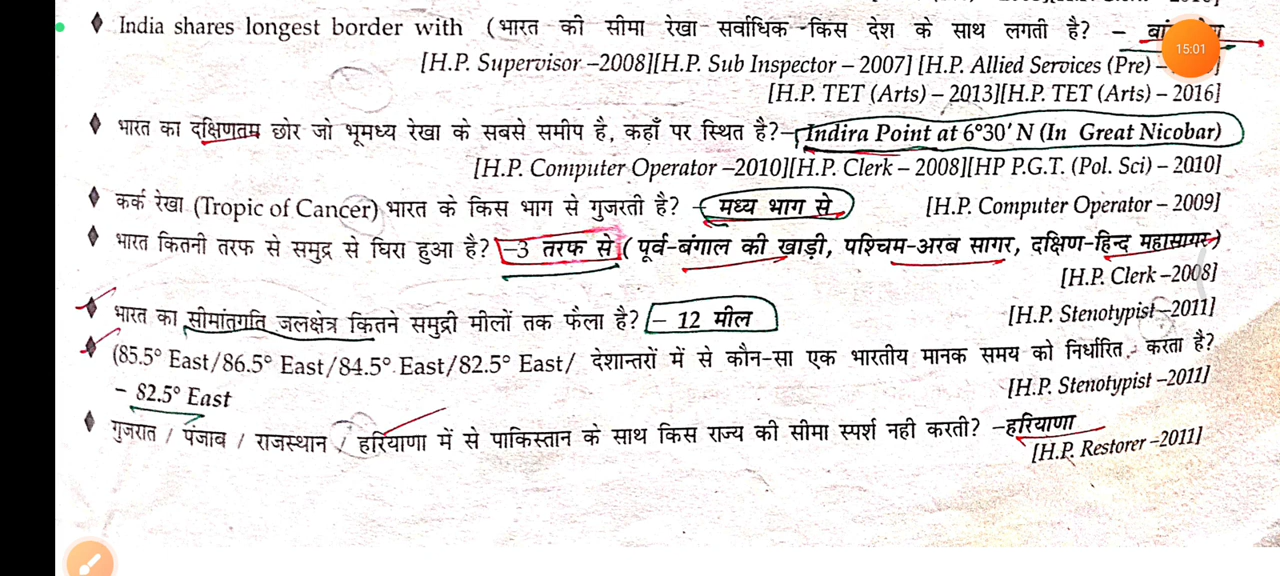 ♦ India shares longest border with (भारत की सीमा रेखा सर्वाधिक किस देश के साथ लगती है? –
[H.P. Supervisor –2008][H.P. Sub Inspector – 2007] [H.P. Allied Services (Pre) –
15:01
[H.P. TET (Arts) – 2013][H.P. TET (Arts) – 2016]
♦ भारत का दक्षिणतम छोर जो भूमध्य रेखा के सबसे समीप है, कहाँ पर स्थित है?– Indira Point at 6°30' N (In Great Nicobar)
[H.P. Computer Operator –2010][H.P. Clerk – 2008][HP P.G.T. (Pol. Sci) – 2010]
♦ कर्क रेखा (Tropic of Cancer) भारत के किस भाग से गुजरती है? – मध्य भाग से [H.P. Computer Operator – 2009]
♦ भारत कितनी तरफ से समुद्र से घिरा हुआ है? –3 तरफ से (पूर्व-बंगाल की खाड़ी, पश्चिम-अरब सागर, दक्षिण-हिन्द महासागर)
[H.P. Clerk –2008]
♦ भारत का सीमांतगति जलक्षेत्र कितने समुद्री मीलों तक फैला है? – 12 मील [H.P. Stenotypist –2011]
♦ (85.5° East/86.5° East/84.5° East/82.5° East/ देशान्तरों में से कौन-सा एक भारतीय मानक समय को निर्धारित करता है?
– 82.5° East [H.P. Stenotypist –2011]
♦ गुजरात / पंजाव / राजस्थान / हरियाणा में से पाकिस्तान के साथ किस राज्य की सीमा स्पर्श नही करती? –हरियाणा
[H.P. Restorer –2011]